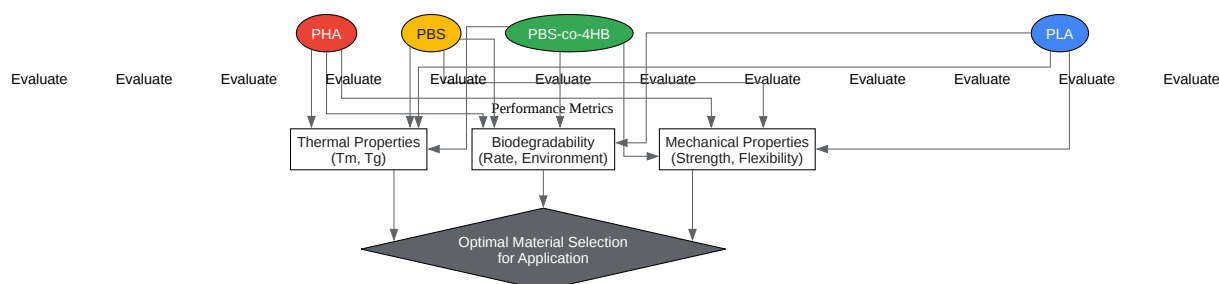 PHA
PBS
PBS-co-4HB
PLA
Evaluate
Evaluate
Evaluate
Evaluate
Evaluate
Evaluate
Evaluate
Evaluate
Evaluate
Evaluate
Evaluate
Evaluate
Performance Metrics
Thermal Properties
(Tm, Tg)
Biodegradability
(Rate, Environment)
Mechanical Properties
(Strength, Flexibility)
Optimal Material Selection
for Application